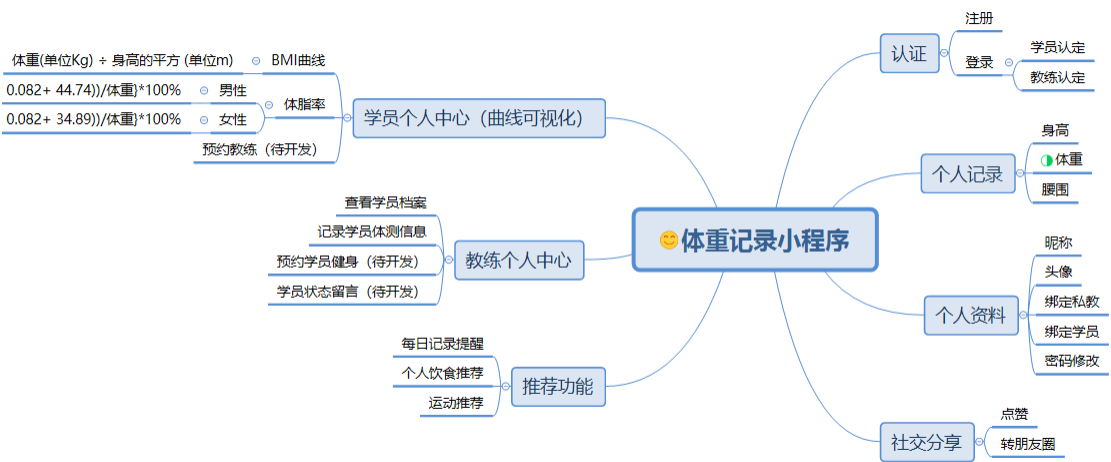 体重记录小程序
认证
注册
登录
学员认定
教练认定
个人记录
身高
体重
腰围
个人资料
昵称
头像
绑定私教
绑定学员
密码修改
社交分享
点赞
转朋友圈
学员个人中心（曲线可视化）
BMI曲线
体重(单位Kg) ÷ 身高的平方 (单位m)
体脂率
男性
0.082+ 44.74))/体重}*100%
女性
0.082+ 34.89))/体重}*100%
预约教练（待开发）
教练个人中心
查看学员档案
记录学员体测信息
预约学员健身（待开发）
学员状态留言（待开发）
推荐功能
每日记录提醒
个人饮食推荐
运动推荐